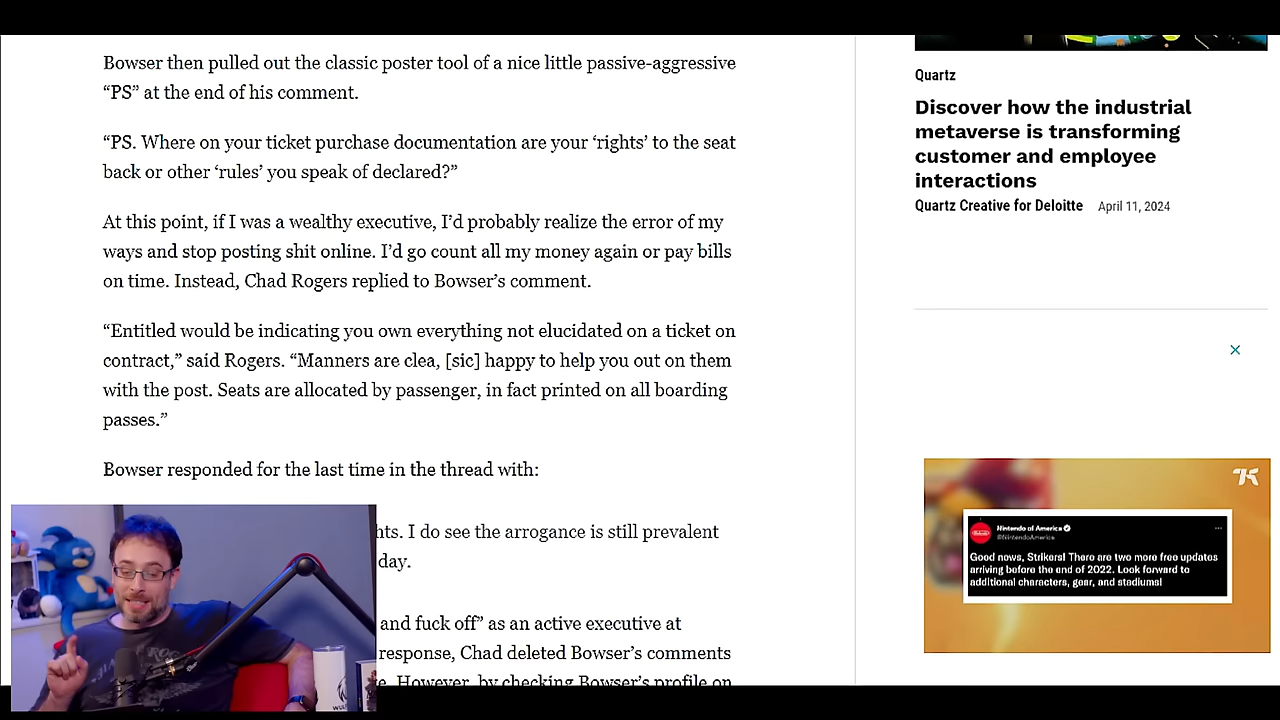 Bowser then pulled out the classic poster tool of a nice little passive-aggressive
“PS” at the end of his comment.
“PS. Where on your ticket purchase documentation are your ‘rights’ to the seat
back or other ‘rules’ you speak of declared?”
At this point, if I was a wealthy executive, I’d probably realize the error of my
ways and stop posting shit online. I’d go count all my money again or pay bills
on time. Instead, Chad Rogers replied to Bowser’s comment.
“Entitled would be indicating you own everything not elucidated on a ticket on
contract,” said Rogers. “Manners are clea, [sic] happy to help you out on them
with the post. Seats are allocated by passenger, in fact printed on all boarding
passes.”
Bowser responded for the last time in the thread with:
hts. I do see the arrogance is still prevalent
day.
and fuck off” as an active executive at
response, Chad deleted Bowser’s comments
However, by checking Bowser’s profile on
Quartz
Discover how the industrial
metaverse is transforming
customer and employee
interactions
Quartz Creative for Deloitte April 11, 2024
Nintendo of America
@NintendoAmerica
Good news, Strikers! There are two more free updates
arriving before the end of 2022. Look forward to
additional characters, gear, and stadiums!